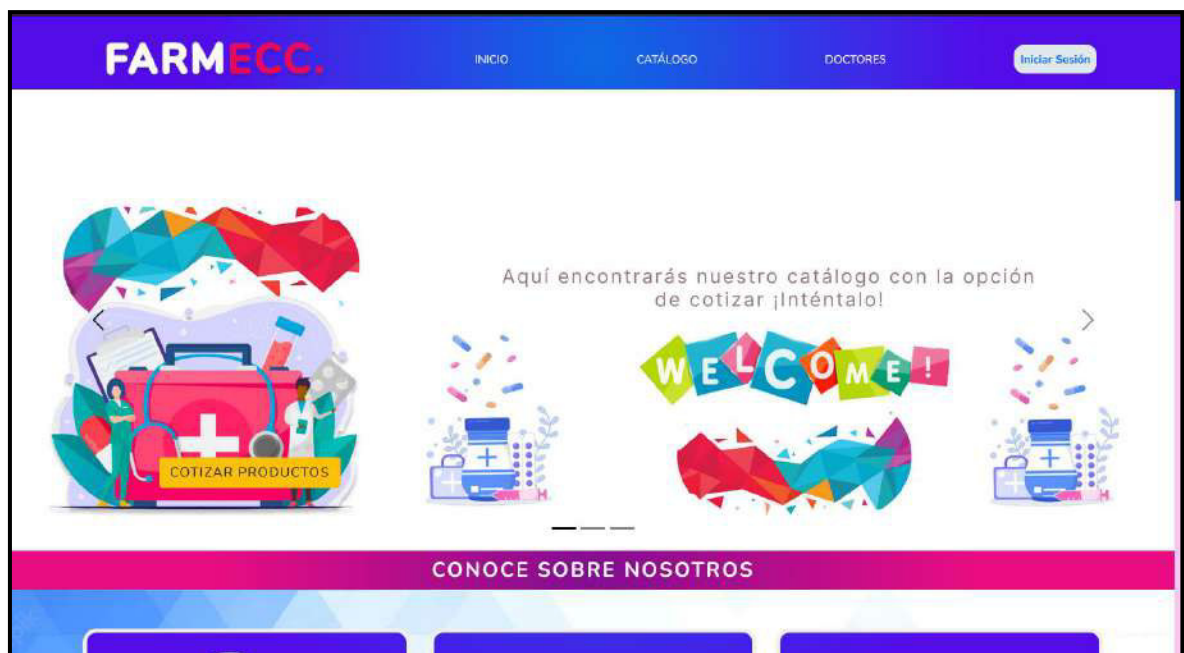 FARMECC.
INICIO
CATÁLOGO
DOCTORES
Iniciar Sesión
Aquí encontrarás nuestro catálogo con la opción
de cotizar ¡Inténtalo!
WELCOME!
COTIZAR PRODUCTOS
CONOCE SOBRE NOSOTROS